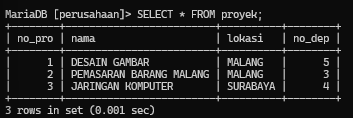 MariaDB [perusahaan]> SELECT * FROM proyek;
+--------+------------------------+----------+--------+
| no_pro | nama                   | lokasi   | no_dep |
+--------+------------------------+----------+--------+
|      1 | DESAIN GAMBAR          | MALANG   |      5 |
|      2 | PEMASARAN BARANG MALANG | MALANG   |      3 |
|      3 | JARINGAN KOMPUTER      | SURABAYA |      4 |
+--------+------------------------+----------+--------+
3 rows in set (0.001 sec)